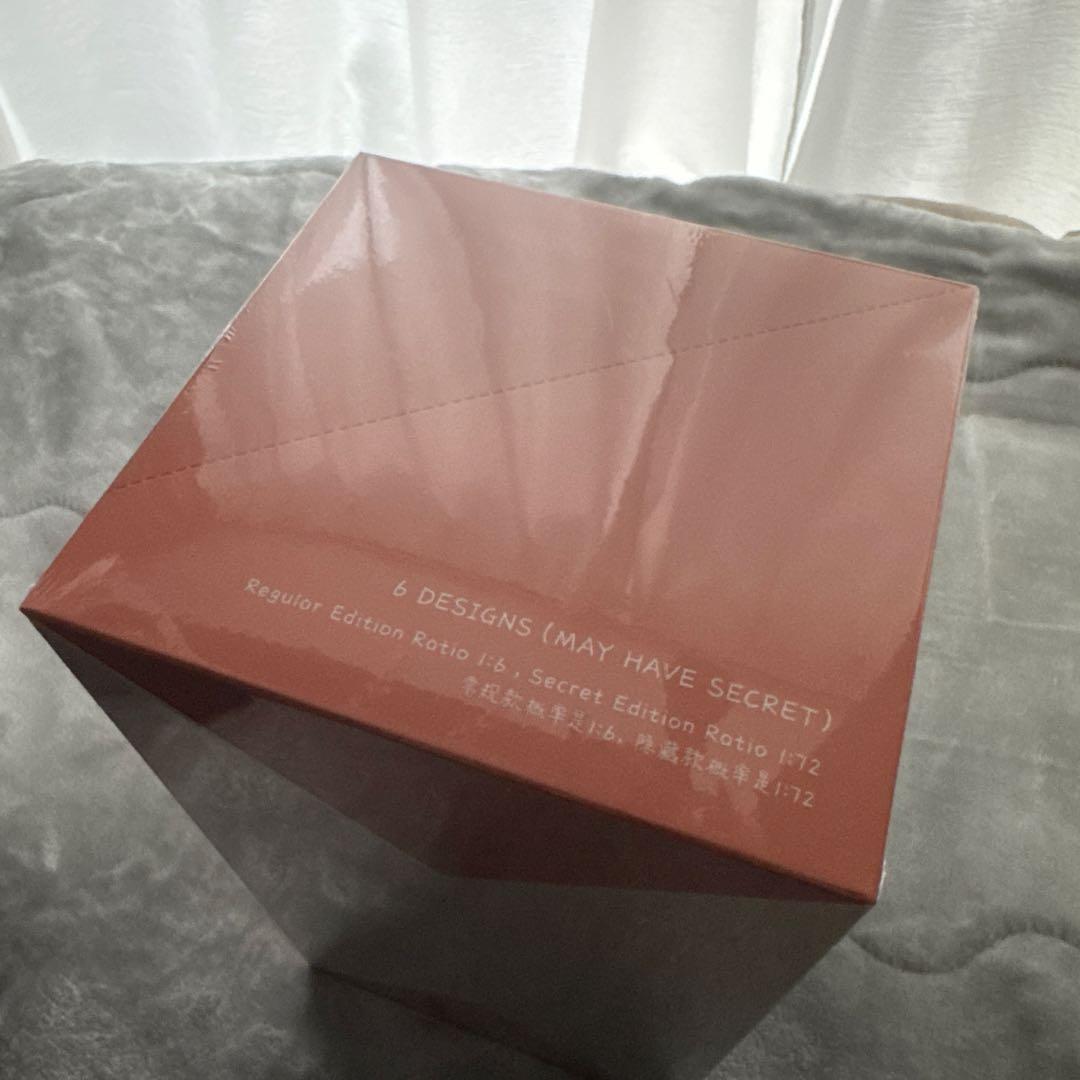 6 DESIGNS (MAY HAVE SECRET)
Regular Edition Ratio 1:6, Secret Edition Ratio 1:72
常规款概率是1:6, 隐藏款概率是1:72